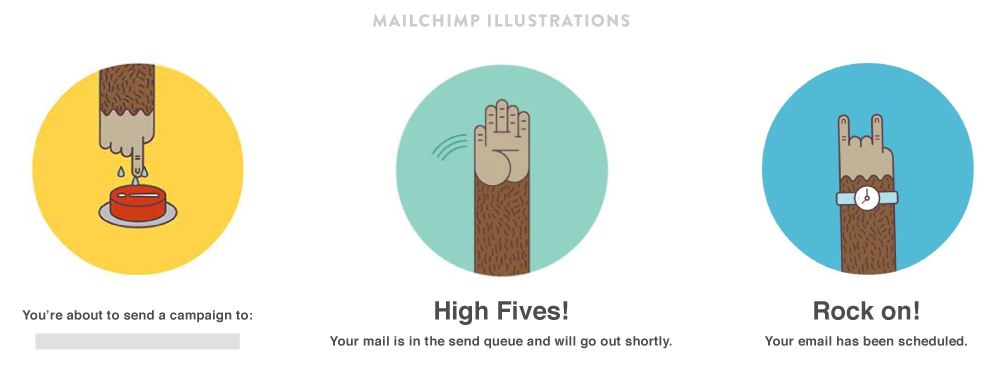 MAILCHIMP ILLUSTRATIONS
You're about to send a campaign to:
High Fives!
Your mail is in the send queue and will go out shortly.
Rock on!
Your email has been scheduled.